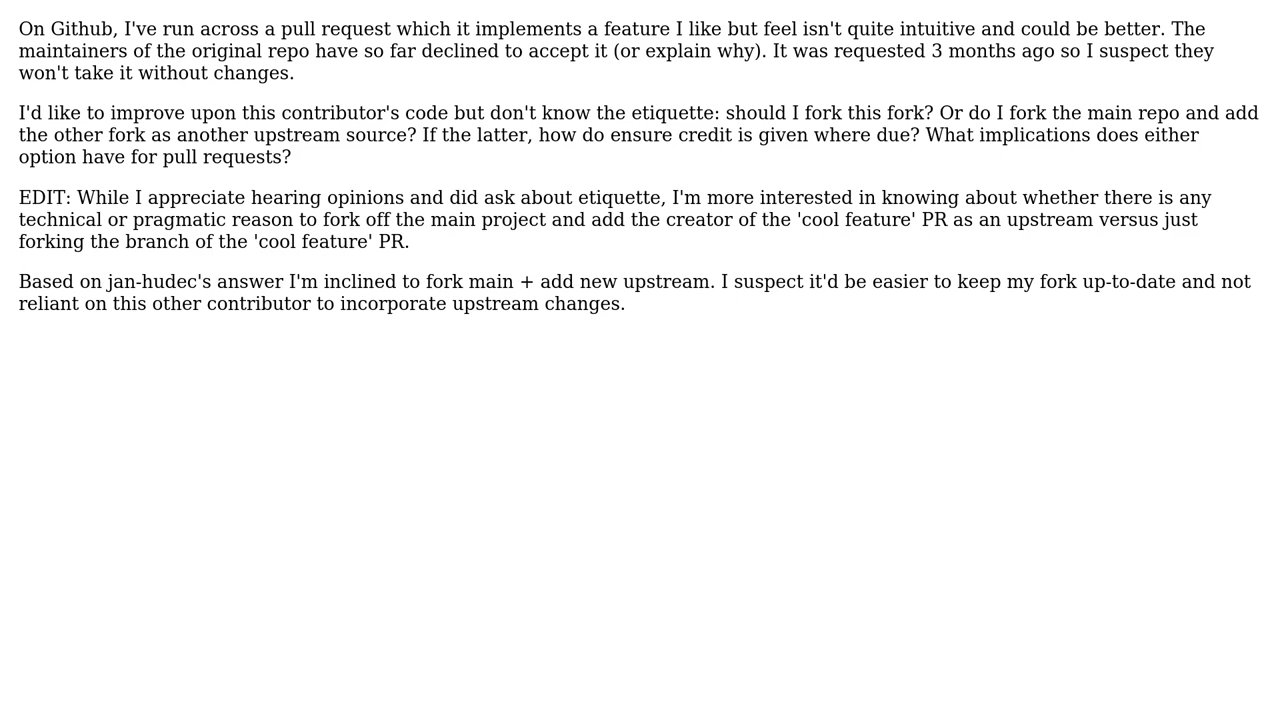 On Github, I've run across a pull request which it implements a feature I like but feel isn't quite intuitive and could be better. The
maintainers of the original repo have so far declined to accept it (or explain why). It was requested 3 months ago so I suspect they
won't take it without changes.
I'd like to improve upon this contributor's code but don't know the etiquette: should I fork this fork? Or do I fork the main repo and add
the other fork as another upstream source? If the latter, how do ensure credit is given where due? What implications does either
option have for pull requests?
EDIT: While I appreciate hearing opinions and did ask about etiquette, I'm more interested in knowing about whether there is any
technical or pragmatic reason to fork off the main project and add the creator of the 'cool feature' PR as an upstream versus just
forking the branch of the 'cool feature' PR.
Based on jan-hudec's answer I'm inclined to fork main + add new upstream. I suspect it'd be easier to keep my fork up-to-date and not
reliant on this other contributor to incorporate upstream changes.